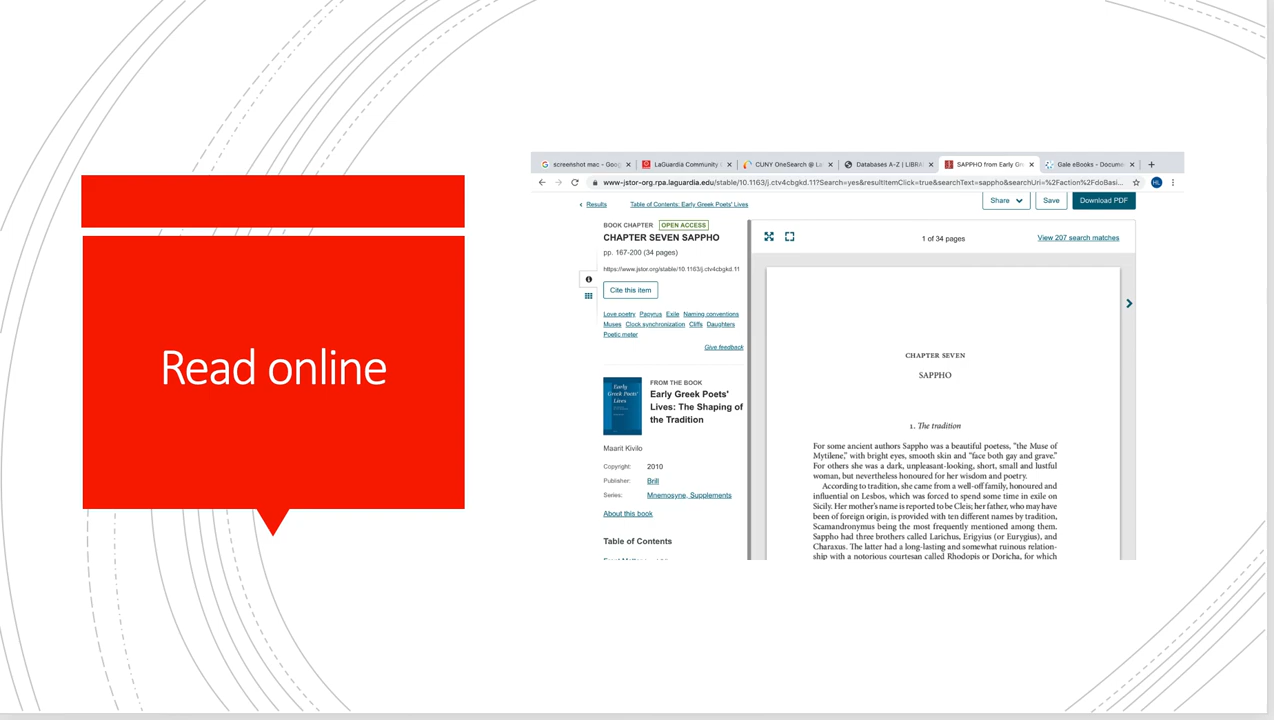 Read online
screenshot mac - Goo
LaGuardia Community C
CUNY OneSearch @ La
Databases A-Z | LIBRA
SAPPHO from Early Gr
Gale eBooks - Docume
www-jstor-org.rpa.laguardia.edu/stable/10.1163/j.ctv4cbgkd.11?Search=yes&resultItemClick=true&searchText=sappho&searchUri=%2Faction%2FdoBasi...
HL
Results
Table of Contents: Early Greek Poets' Lives
Share
Save
Download PDF
BOOK CHAPTER OPEN ACCESS
CHAPTER SEVEN SAPPHO
pp. 167-200 (34 pages)
https://www.jstor.org/stable/10.1163/j.ctv4cbgkd.11
Cite this item
Love poetry Papyrus Exile Naming conventions
Muses Clock synchronization Cliffs Daughters
Poetic meter
Give feedback
Early
Greek Poets'
Lives
FROM THE BOOK
Early Greek Poets'
Lives: The Shaping of
the Tradition
Maarit Kivilo
Copyright: 2010
Publisher: Brill
Series: Mnemosyne, Supplements
About this book
Table of Contents
1 of 34 pages
View 207 search matches
CHAPTER SEVEN
SAPPHO
1. The tradition
For some ancient authors Sappho was a beautiful poetess, "the Muse of
Mytilene," with bright eyes, smooth skin and "face both gay and grave."
For others she was a dark, unpleasant-looking, short, small and lustful
woman, but nevertheless honoured for her wisdom and poetry.
According to tradition, she came from a well-off family, honoured and
influential on Lesbos, which was forced to spend some time in exile on
Sicily. Her mother's name is reported to be Cleis; her father, who may have
been of foreign origin, is provided with ten different names by tradition,
Scamandronymus being the most frequently mentioned among them.
Sappho had three brothers called Larichus, Erigyius (or Eurygius), and
Charaxus. The latter had a long-lasting and somewhat ruinous relation-
ship with a notorious courtesan called Rhodopis or Doricha, for which